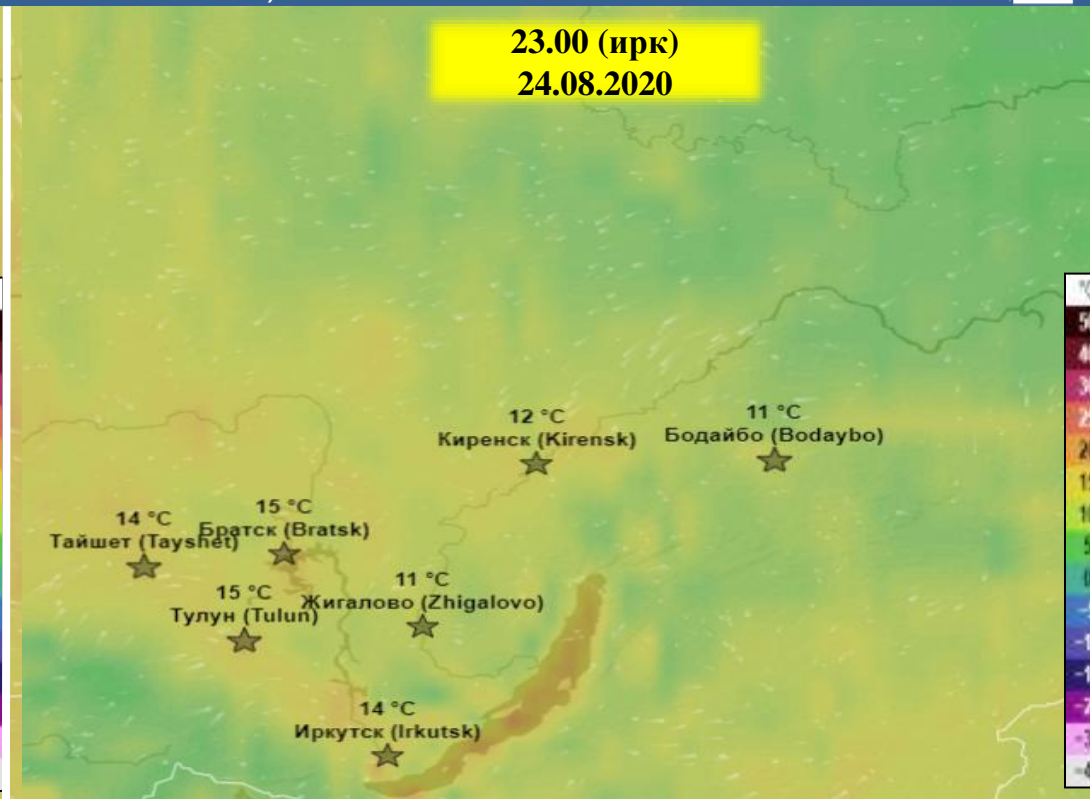 23.00 (ирк)
24.08.2020
12 °C
Киренск (Kirensk)
11 °C
Бодайбо (Bodaybo)
14 °C
Тайшет (Tayshet)
15 °C
Братск (Bratsk)
15 °C
Тулун (Tulun)
11 °C
Жигалово (Zhigalovo)
14 °C
Иркутск (Irkutsk)